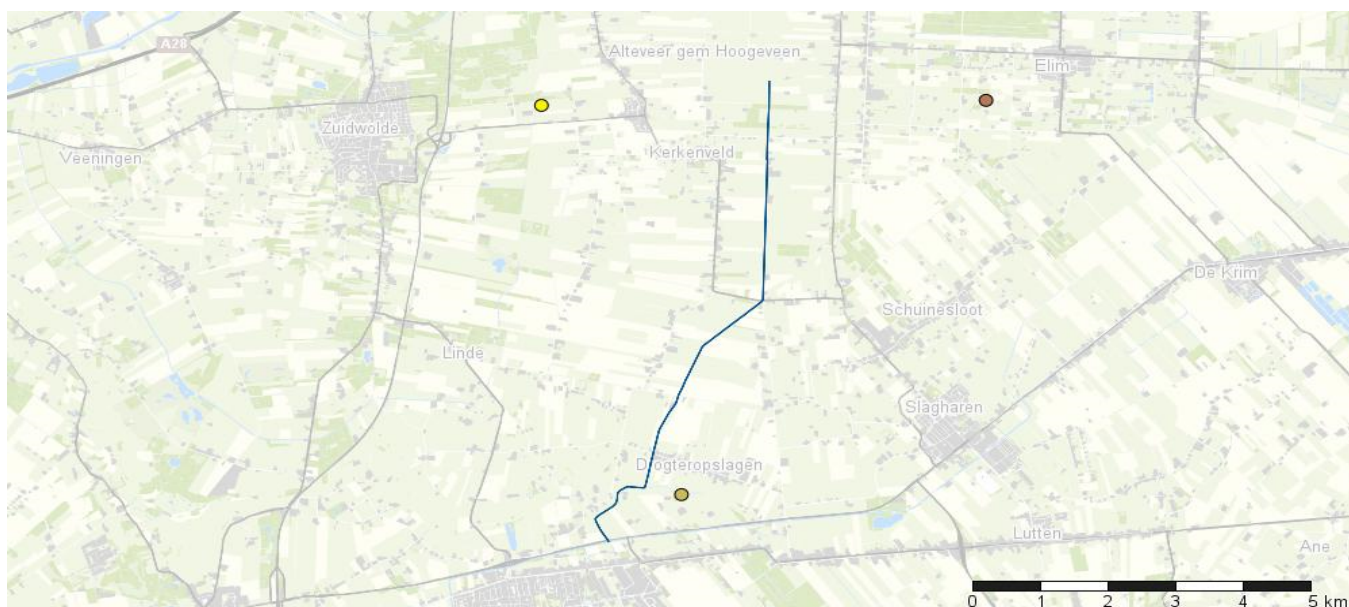 A28
Alteveer gem Hoogeveen
Elim
Zuidwolde
Veeningen
Kerkenveld
De Krim
Schuinesloot
Linde
Slagharen
Drogteropslagen
Lutten
Ane
0 1 2 3 4 5 km